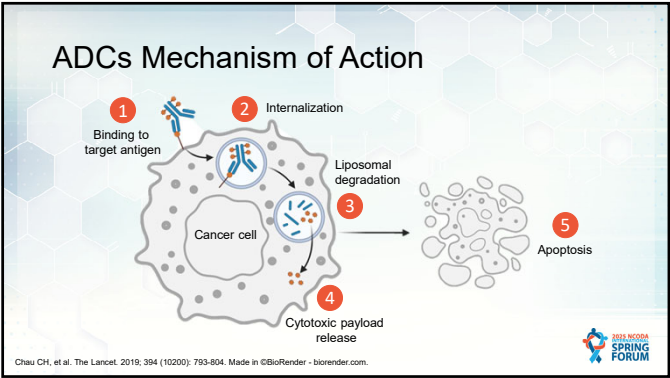 ADCs Mechanism of Action
1
Binding to
target antigen
2
Internalization
Liposomal
degradation
3
Cancer cell
4
Cytotoxic payload
release
5
Apoptosis
Chau CH, et al. The Lancet. 2019; 394 (10200): 793-804. Made in ©BioRender - biorender.com.
2025 NCODA
INTERNATIONAL
SPRING
FORUM